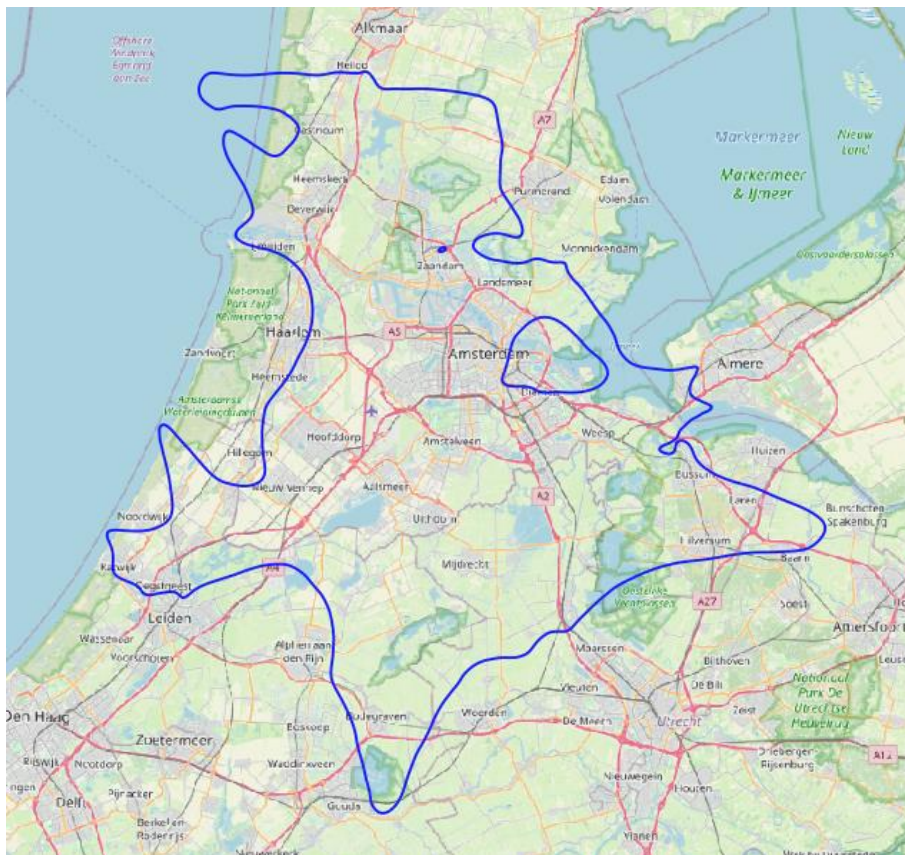 Alkmaar
Offshore
Heiloo
A7
Markermeer
Nieuw
Land
Markermeer
& IJmeer
Castricum
Heemskerk
Edam
Volendam
Purmerend
Beverwijk
Monnickendam
IJmuiden
Zaandam
Landsmeer
Nationaal
Haarlem
A5
Zandvoort
Amsterdam
Almere
Heemstede
Diemen
Amsterdamse
Waterleidingduinen
Hoofddorp
Amstelveen
Weesp
Huizen
Hillegom
Bussum
Nieuw-Vennep
Aalsmeer
A2
Laren
Noordwijk
Uithoorn
Bunschoten-
Spakenburg
Hilversum
Katwijk
A4
Mijdrecht
Baarn
Oegstgeest
Oostelijke
Vechtplassen
A27
Soest
Leiden
Amersfoort
Wassenaar
Voorschoten
Alphen aan
den Rijn
Maarssen
Bilthoven
De Bilt
Leus
Nationaal
Park De
Utrechtse
Heuvelrug
Den Haag
Vleuten
Zeist
Bodegraven
Woerden
De Meern
Utrecht
Zoetermeer
Boskoop
Driebergen-
Rijsenburg
A12
Rijswijk
Nootdorp
Waddinxveen
Nieuwegein
Houten
Delft
Pijnacker
Gouda
Berkel en
Rodenrijs
Vianen
Nieuwerkerk